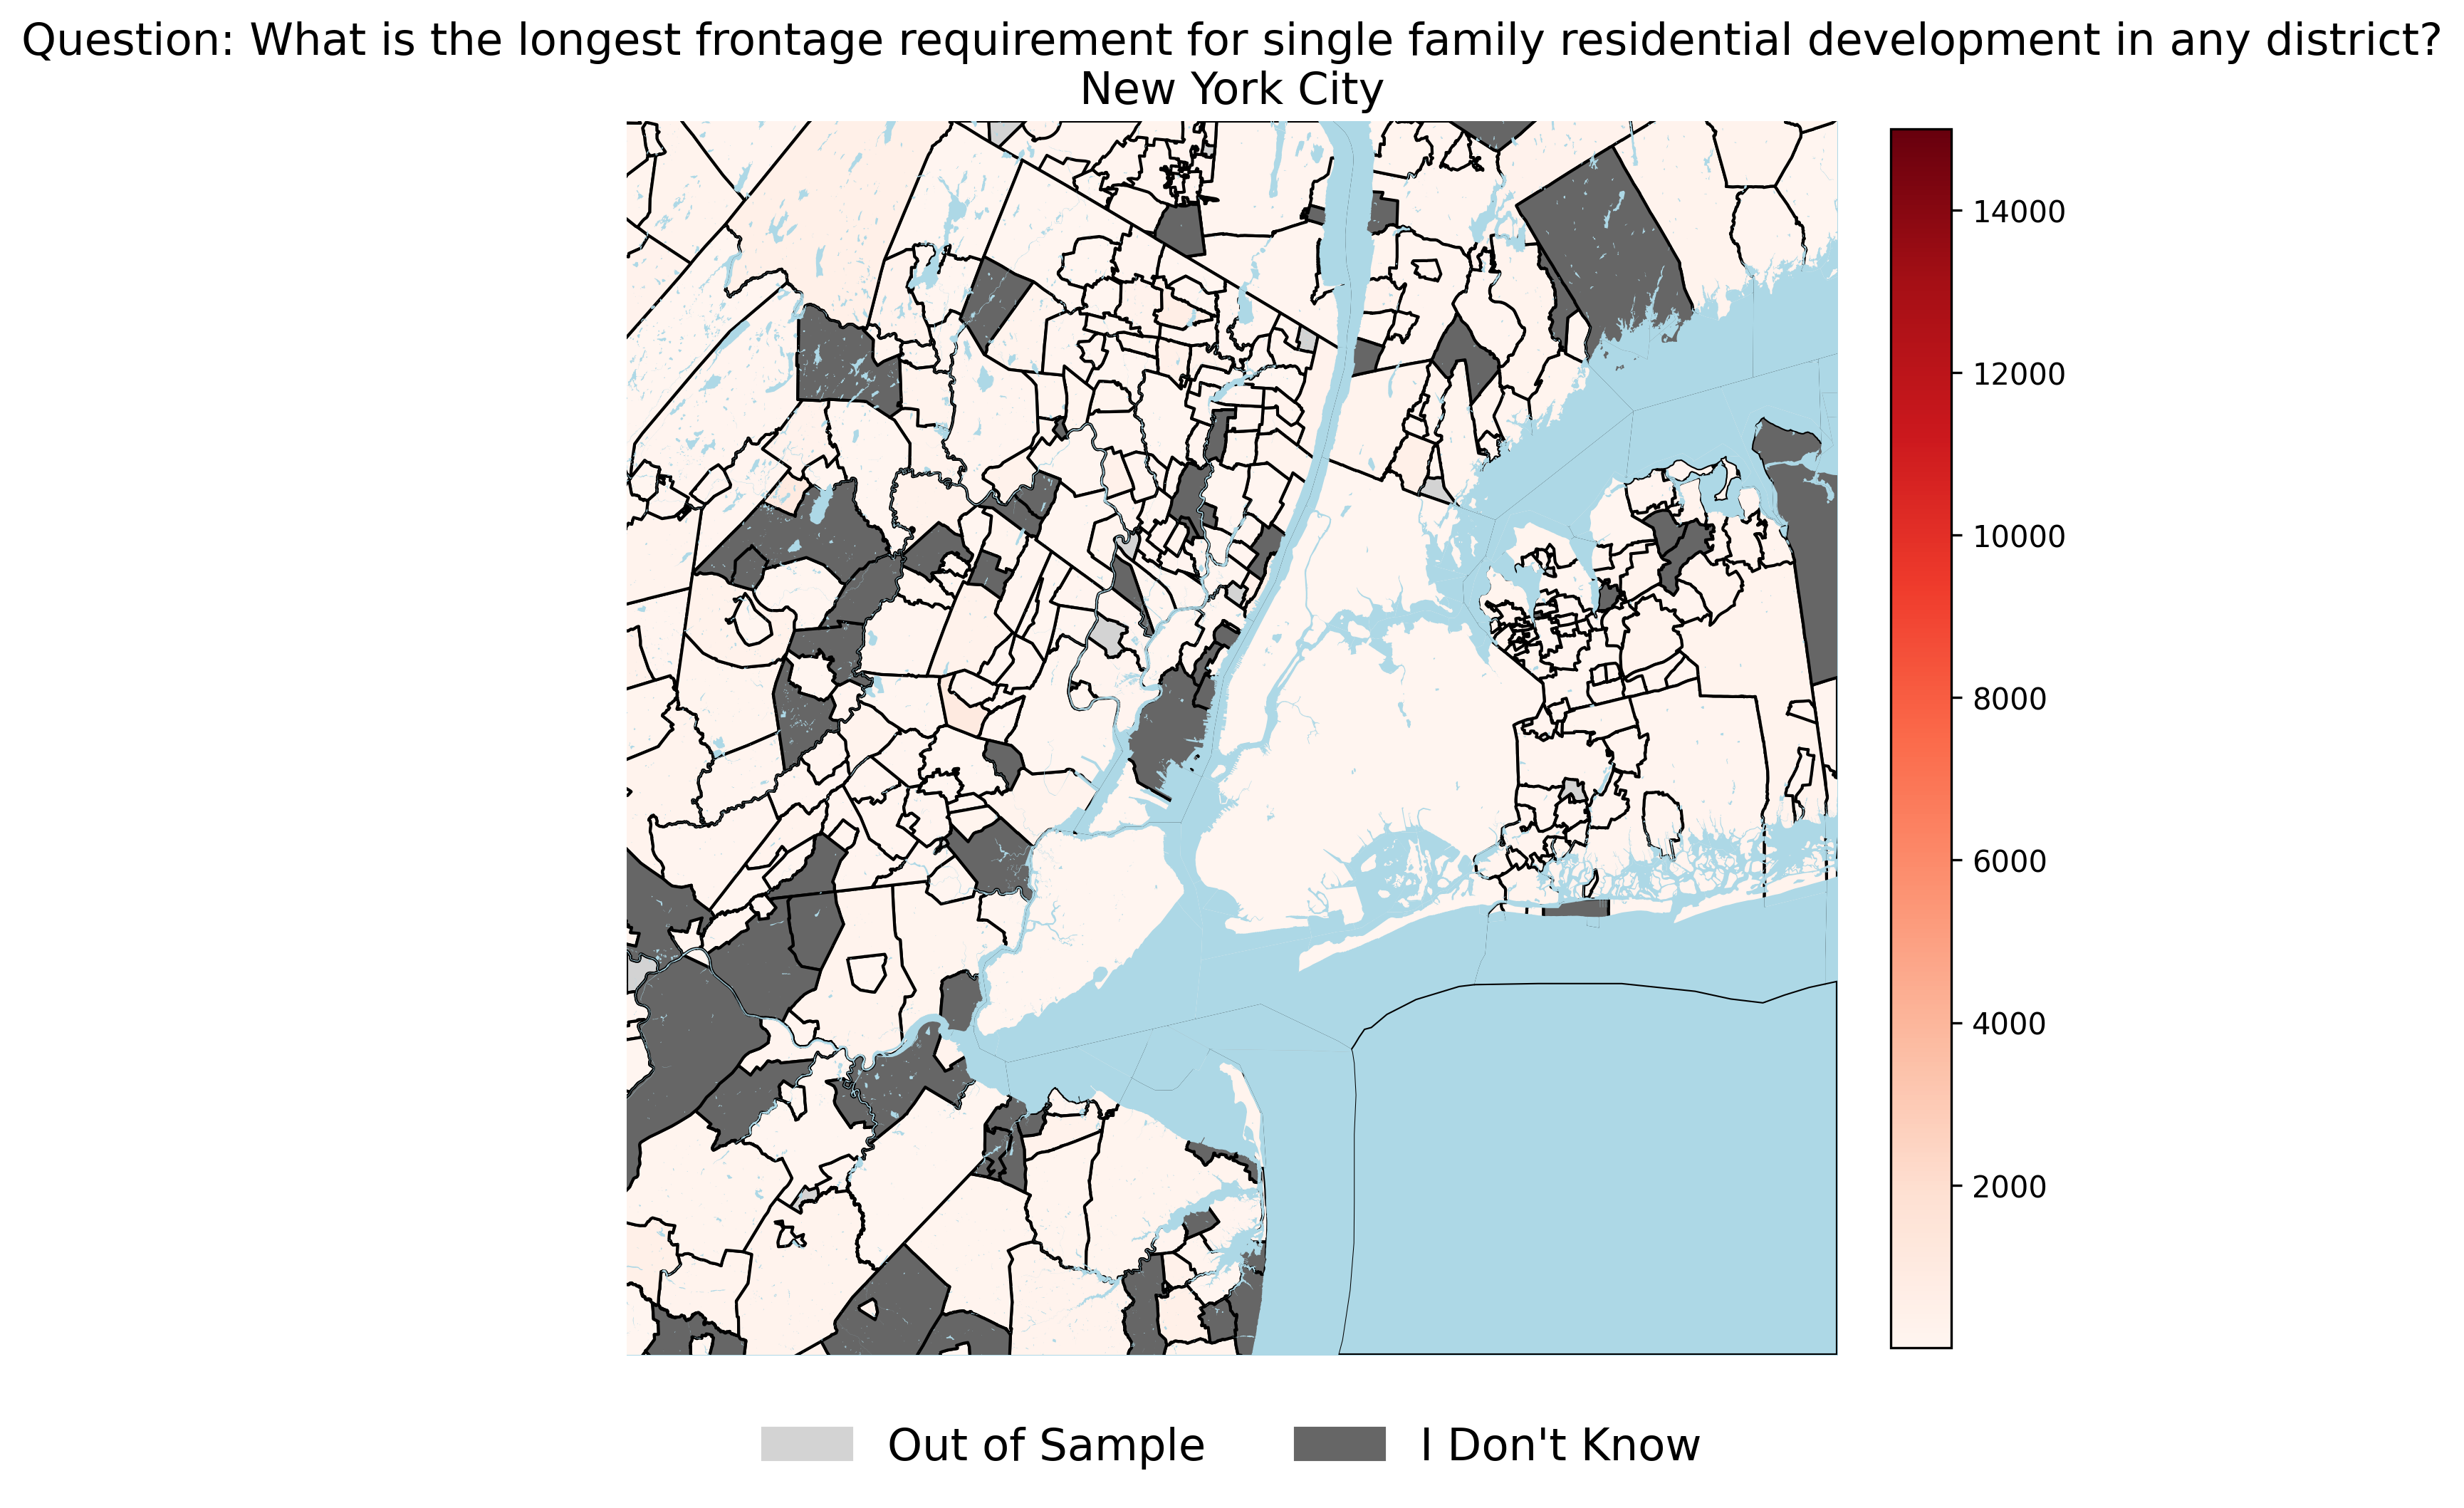 Question: What is the longest frontage requirement for single family residential development in any district?
New York City
14000
12000
10000
8000
6000
4000
2000
Out of Sample
I Don't Know